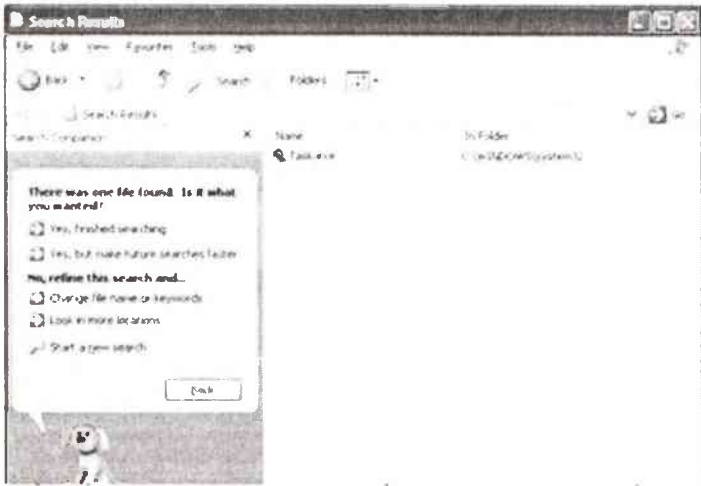 Search Results
File Edit View Favorites Tools Help
Back Search Folders
Search Results Go
Search Companion
Name In Folder
C:\WINDOWS\system32
There was one file found. Is it what
you wanted?
Yes, finished searching
Yes, but make future searches faster
No, refine this search and...
Change file name or keywords
Look in more locations
Start a new search
Back